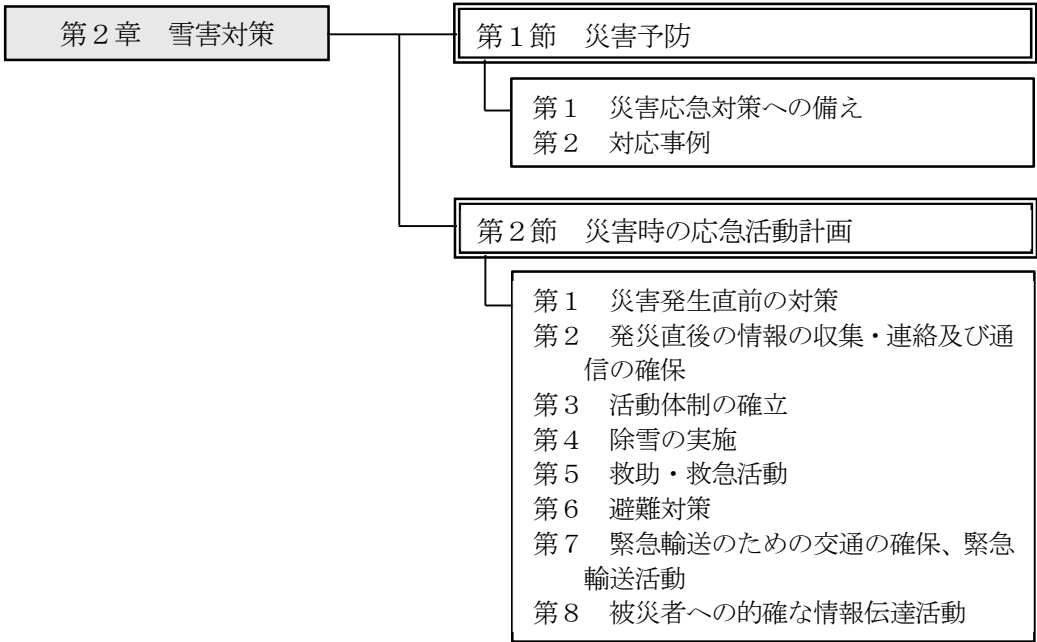 第２章　雪害対策
第１節　災害予防
第１　災害応急対策への備え
第２　対応事例
第２節　災害時の応急活動計画
第１　災害発生直前の対策
第２　発災直後の情報の収集・連絡及び通
信の確保
第３　活動体制の確立
第４　除雪の実施
第５　救助・救急活動
第６　避難対策
第７　緊急輸送のための交通の確保、緊急
輸送活動
第８　被災者への的確な情報伝達活動